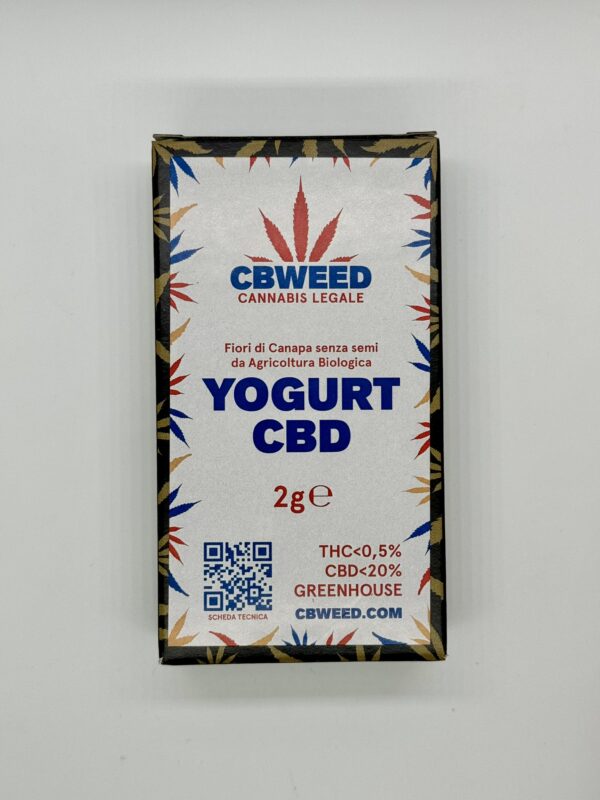 CBWEED
CANNABIS LEGALE
Fiori di Canapa senza semi
da Agricoltura Biologica
YOGURT
CBD
2g℮
THC<0,5%
CBD<20%
GREENHOUSE
CBWEED.COM
SCHEDA TECNICA